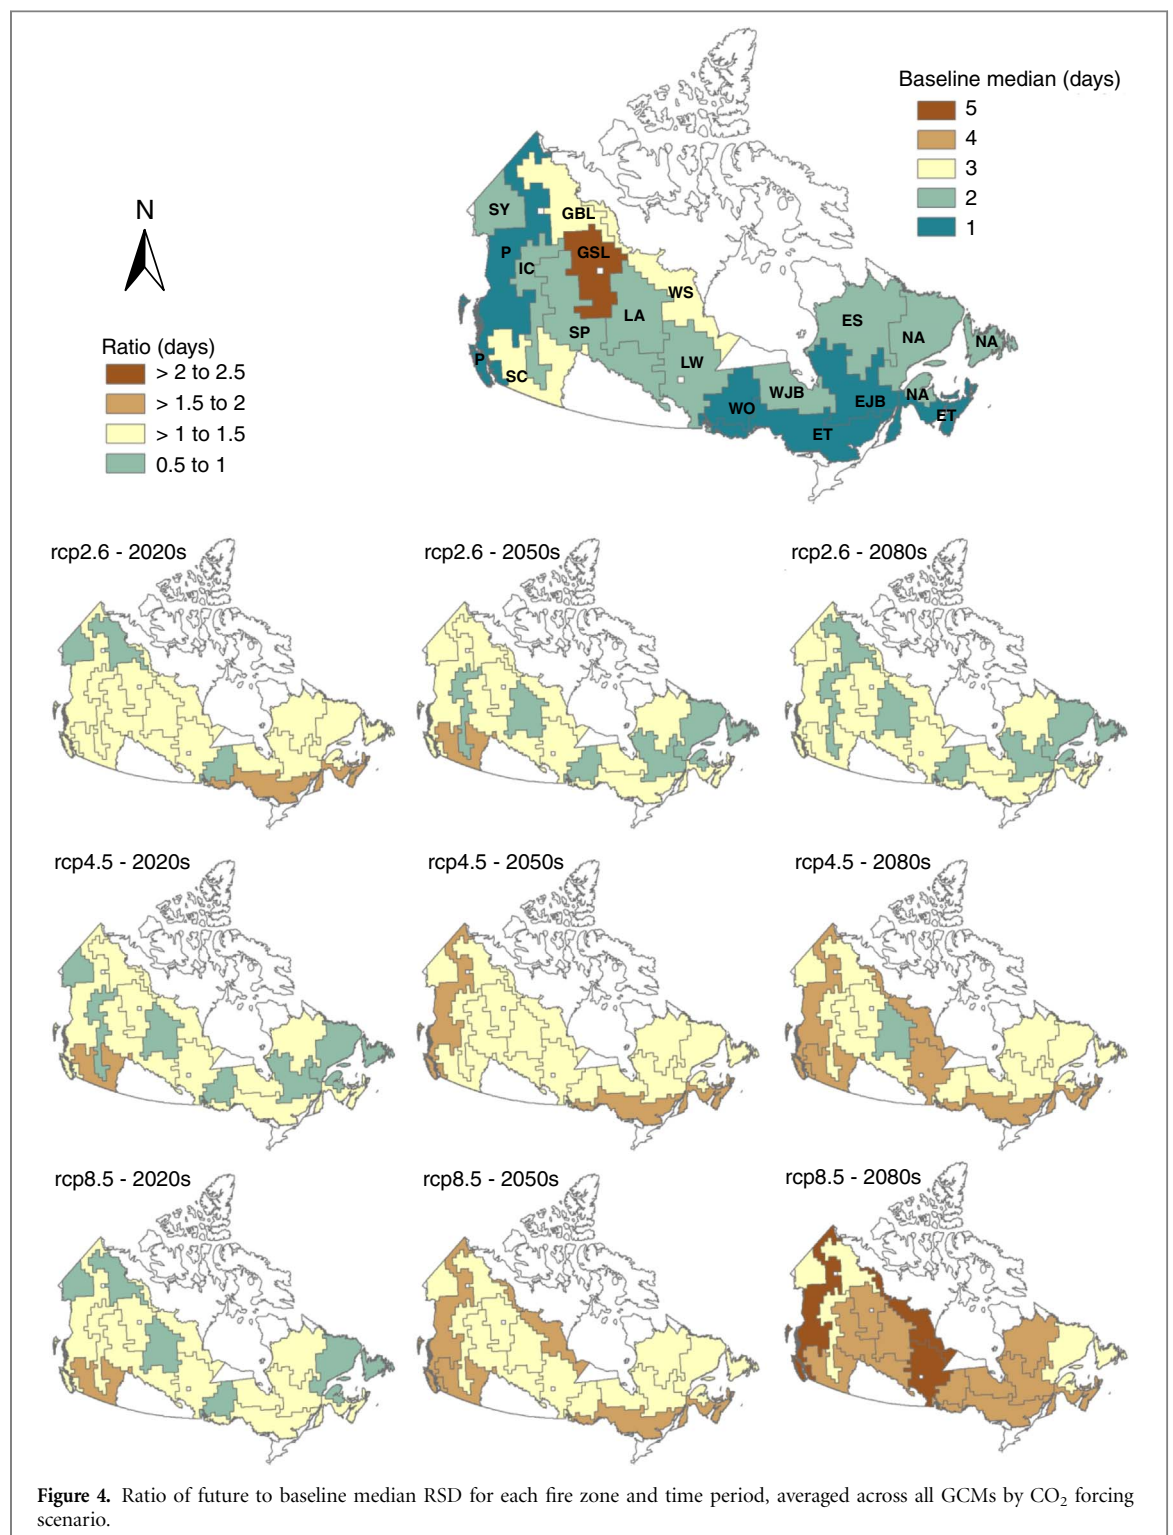 Baseline median (days)
5
4
3
2
1
N
SY
GBL
P
IC
GSL
WS
SP
LA
LW
P
SC
ES
NA
NA
WJB
WO
EJB
NA
ET
ET
Ratio (days)
> 2 to 2.5
> 1.5 to 2
> 1 to 1.5
0.5 to 1
rcp2.6 - 2020s
rcp2.6 - 2050s
rcp2.6 - 2080s
rcp4.5 - 2020s
rcp4.5 - 2050s
rcp4.5 - 2080s
rcp8.5 - 2020s
rcp8.5 - 2050s
rcp8.5 - 2080s
Figure 4. Ratio of future to baseline median RSD for each fire zone and time period, averaged across all GCMs by CO₂ forcing
scenario.